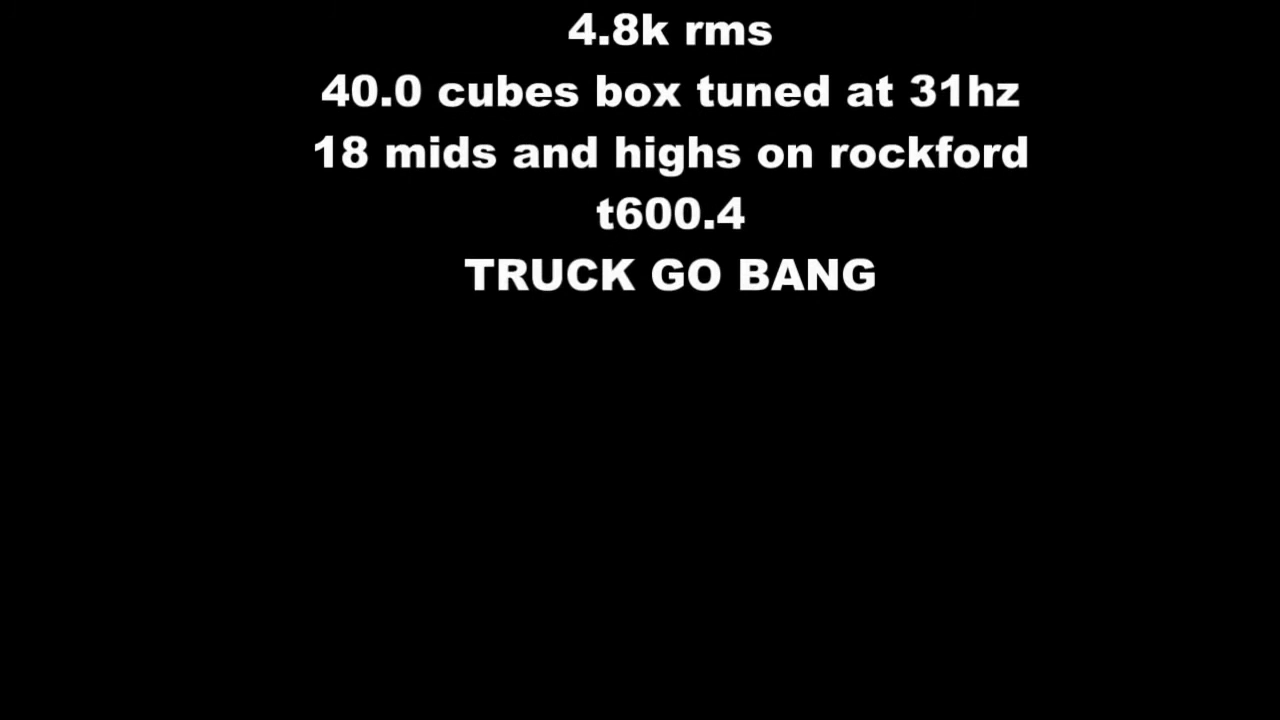 4.8k rms
40.0 cubes box tuned at 31hz
18 mids and highs on rockford
t600.4
TRUCK GO BANG